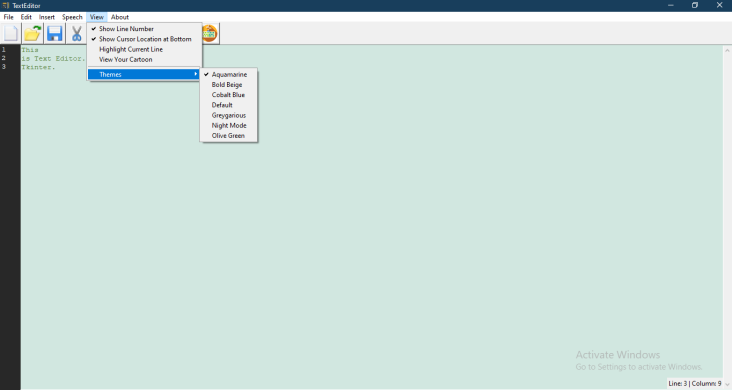 TextEditor
File Edit Insert Speech View About
Show Line Number
Show Cursor Location at Bottom
Highlight Current Line
View Your Cartoon
Themes
Aquamarine
Bold Beige
Cobalt Blue
Default
Greygarious
Night Mode
Olive Green
1 This
2 is Text Editor.
3 Tkinter.
Activate Windows
Go to Settings to activate Windows.
Line: 3 | Column: 9